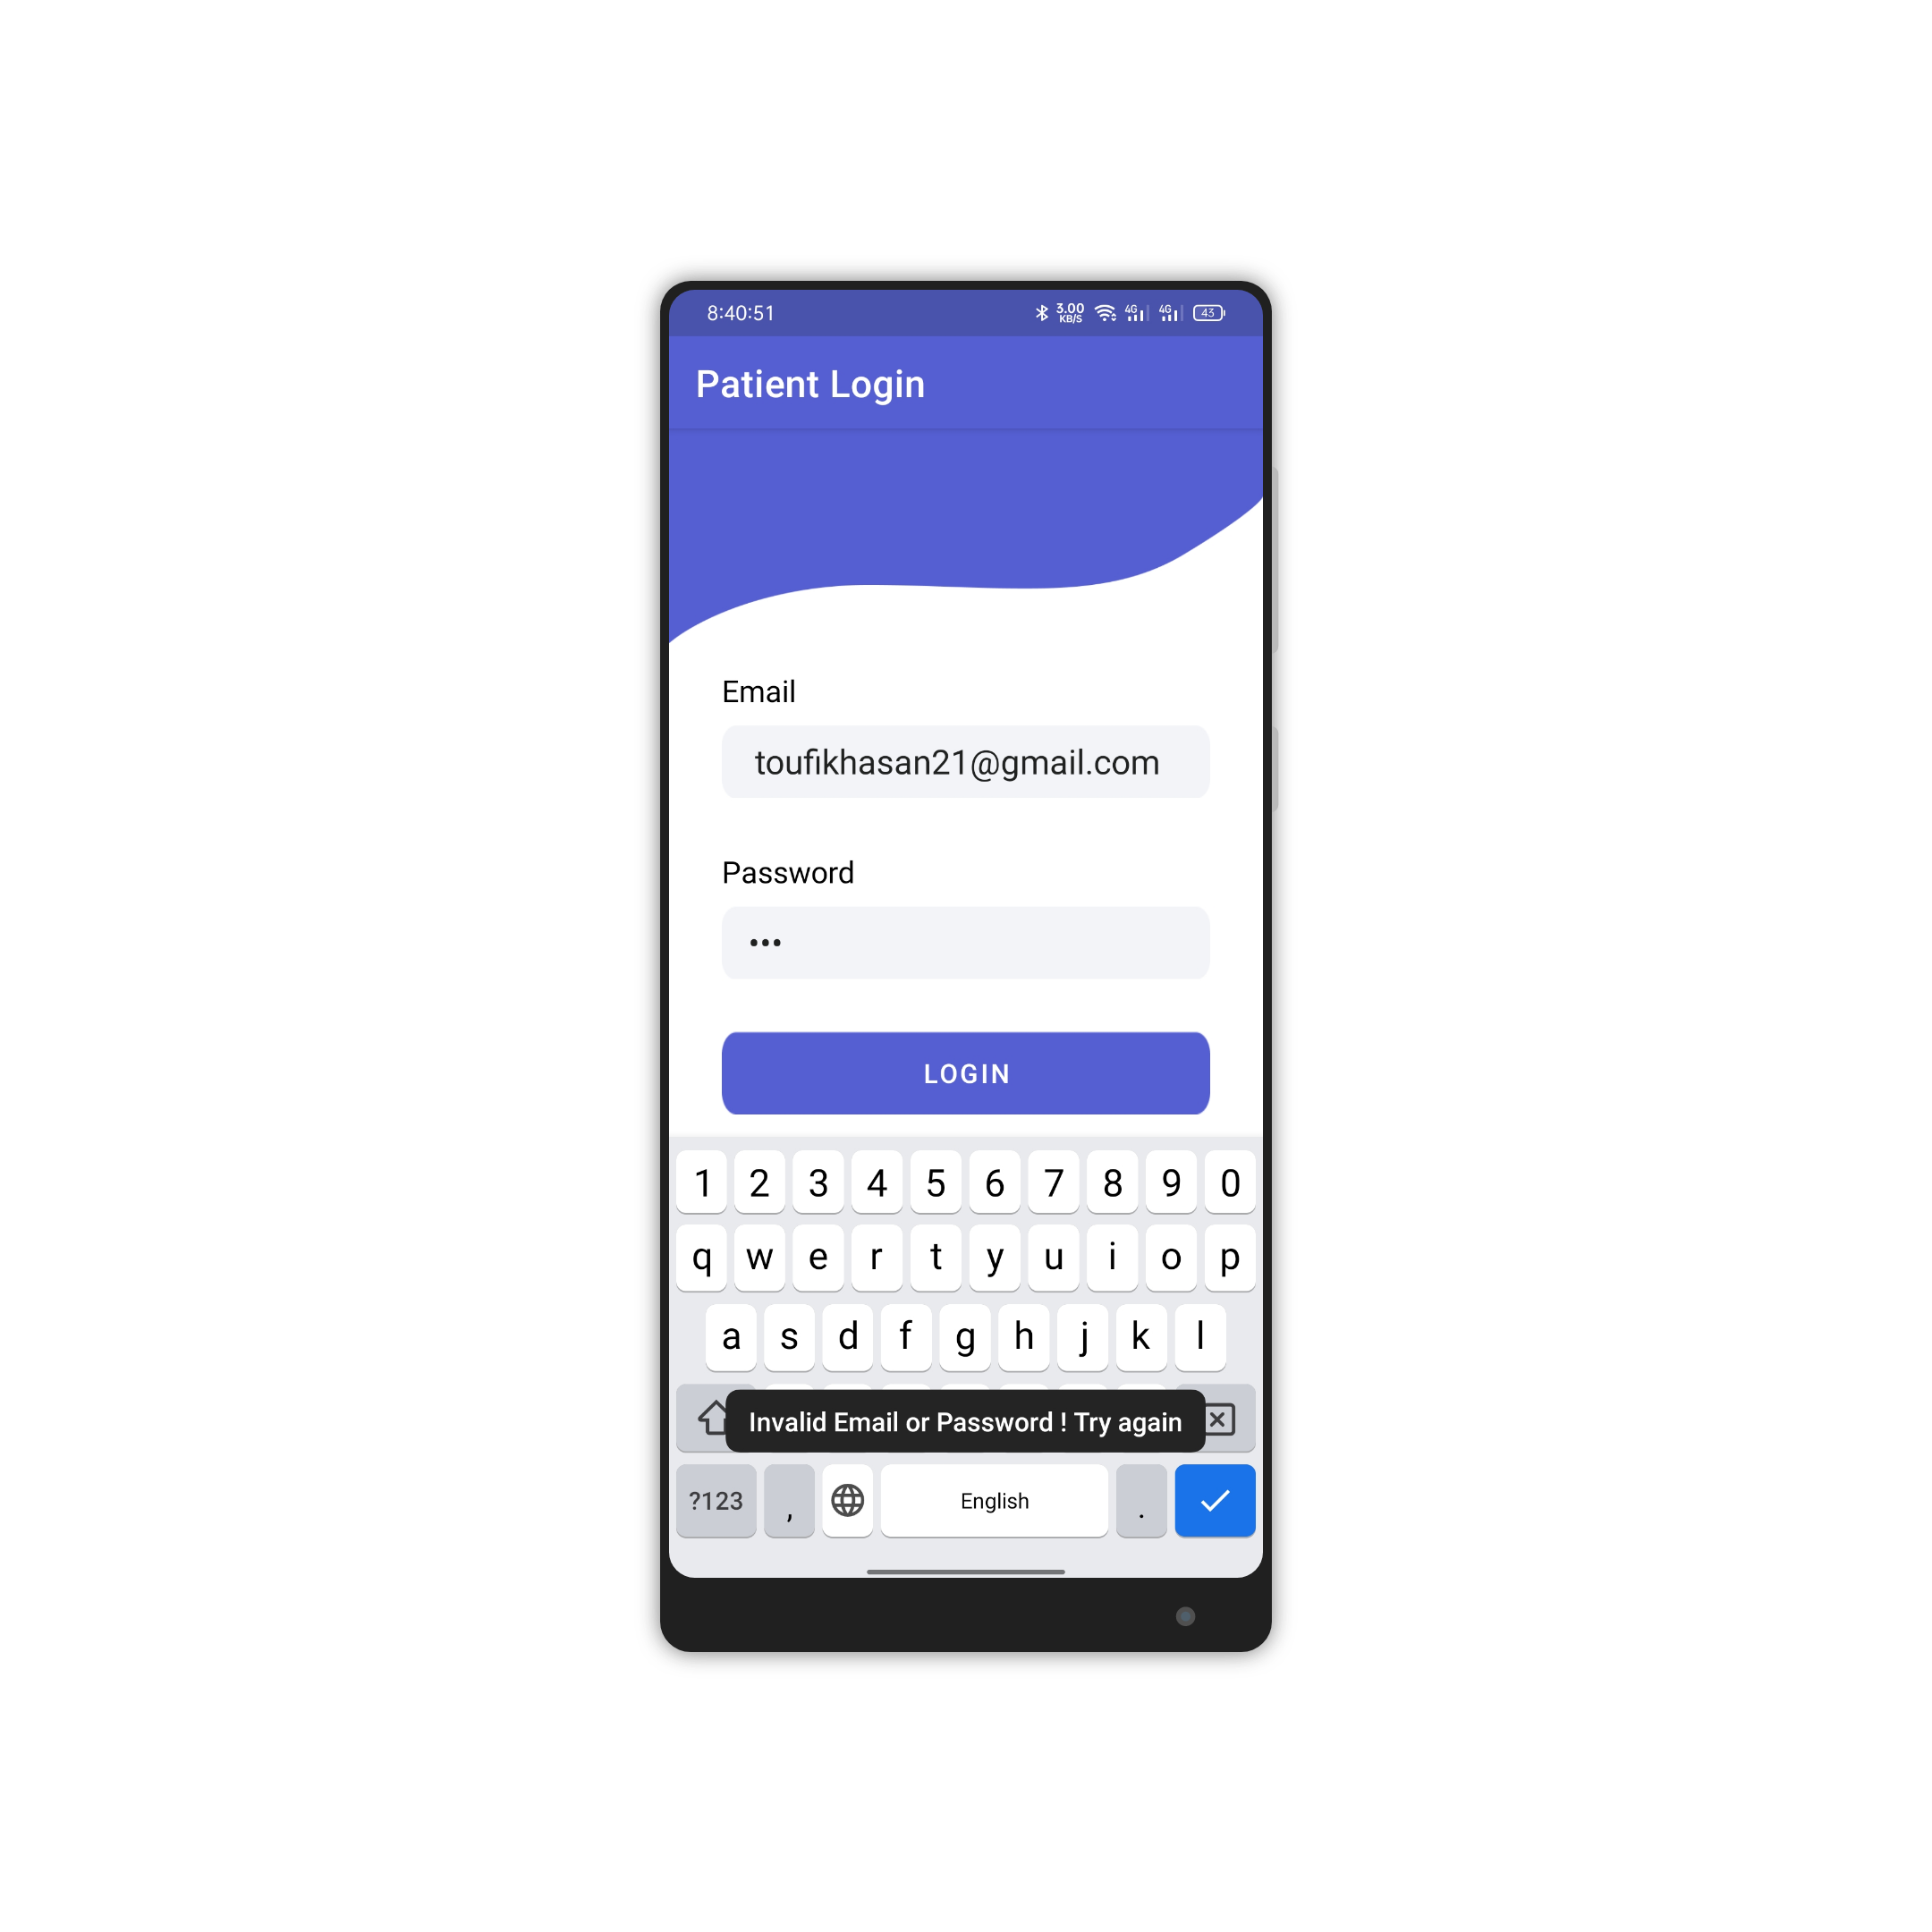 8:40:51 3.00 KB/S 4G 4G 43
Patient Login
Email
toufikhasan21@gmail.com
Password
•••
LOGIN
1 2 3 4 5 6 7 8 9 0
q w e r t y u i o p
a s d f g h j k l
Invalid Email or Password ! Try again
?123 , English .